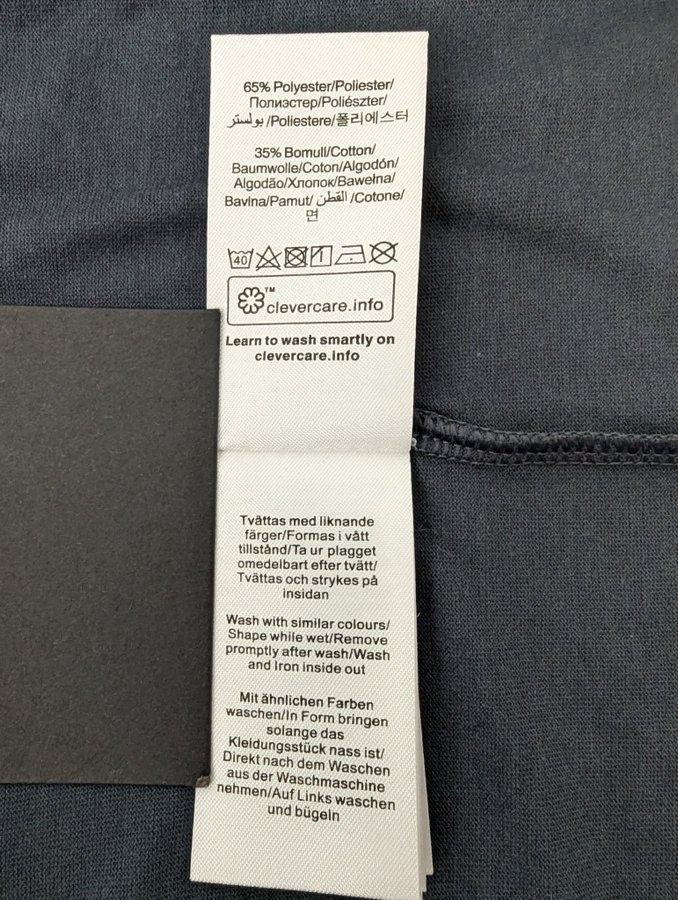 65% Polyester/Poliester/
Полиэстер/Poliészter/
بولستر/Poliestere/폴리에스터
35% Bomull/Cotton/
Baumwolle/Coton/Algodón/
Algodão/Хлопок/Bawełna/
Bavlna/Pamut/القطن/Cotone/
면
40
clevercare.info
TM
Learn to wash smartly on
clevercare.info
Tvättas med liknande
färger/Formas i vått
tillstånd/Ta ur plagget
omedelbart efter tvätt/
Tvättas och strykes på
insidan
Wash with similar colours/
Shape while wet/Remove
promptly after wash/Wash
and Iron inside out
Mit ähnlichen Farben
waschen/In Form bringen
solange das
Kleidungsstück nass ist/
Direkt nach dem Waschen
aus der Waschmaschine
nehmen/Auf Links waschen
und bügeln